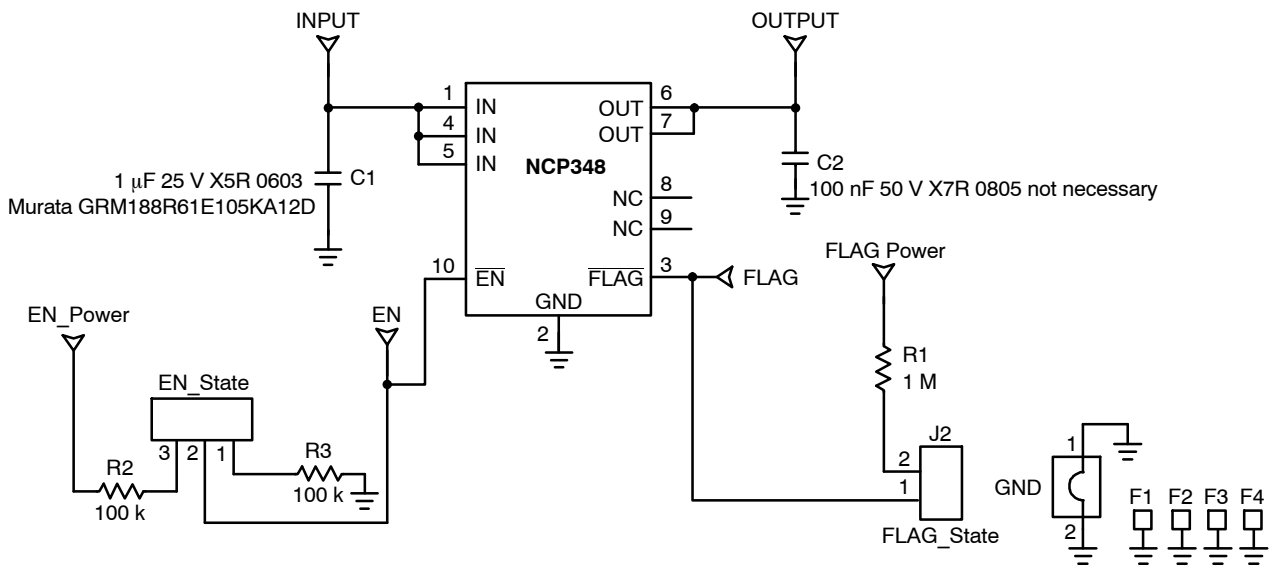 INPUT
OUTPUT
1 IN
4 IN
5 IN
OUT 6
OUT 7
NCP348
1 μF 25 V X5R 0603
Murata GRM188R61E105KA12D
C1
C2
100 nF 50 V X7R 0805 not necessary
NC 8
NC 9
10 EN
FLAG 3
FLAG
GND
2
FLAG Power
EN_Power
EN
R1
1 M
EN_State
3 2 1
R2
100 k
R3
100 k
J2
2
1
FLAG_State
GND
1
2
F1 F2 F3 F4